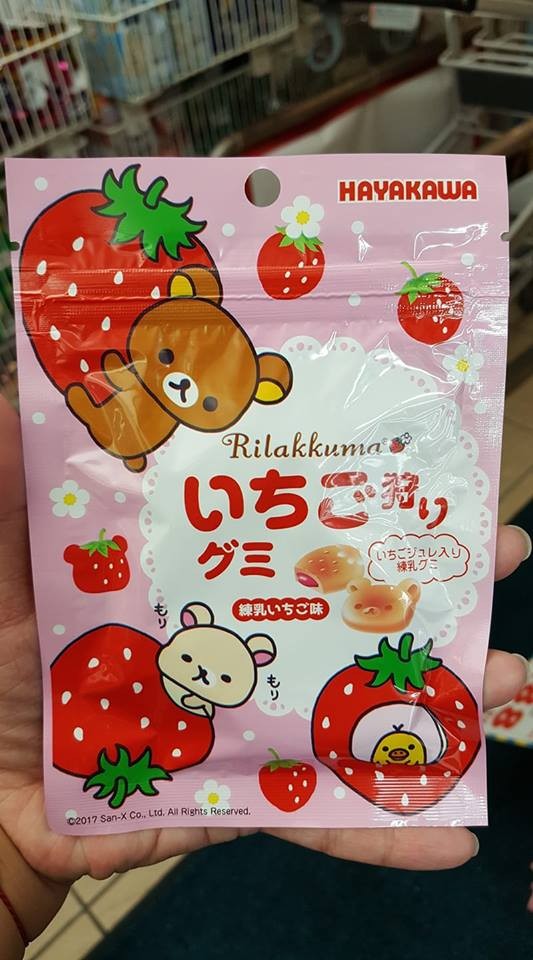 HAYAKAWA
Rilakkuma®
いちご狩り
グミ
いちごジュレ入り
練乳グミ
練乳いちご味
もり
もり
©2017 San-X Co., Ltd. All Rights Reserved.